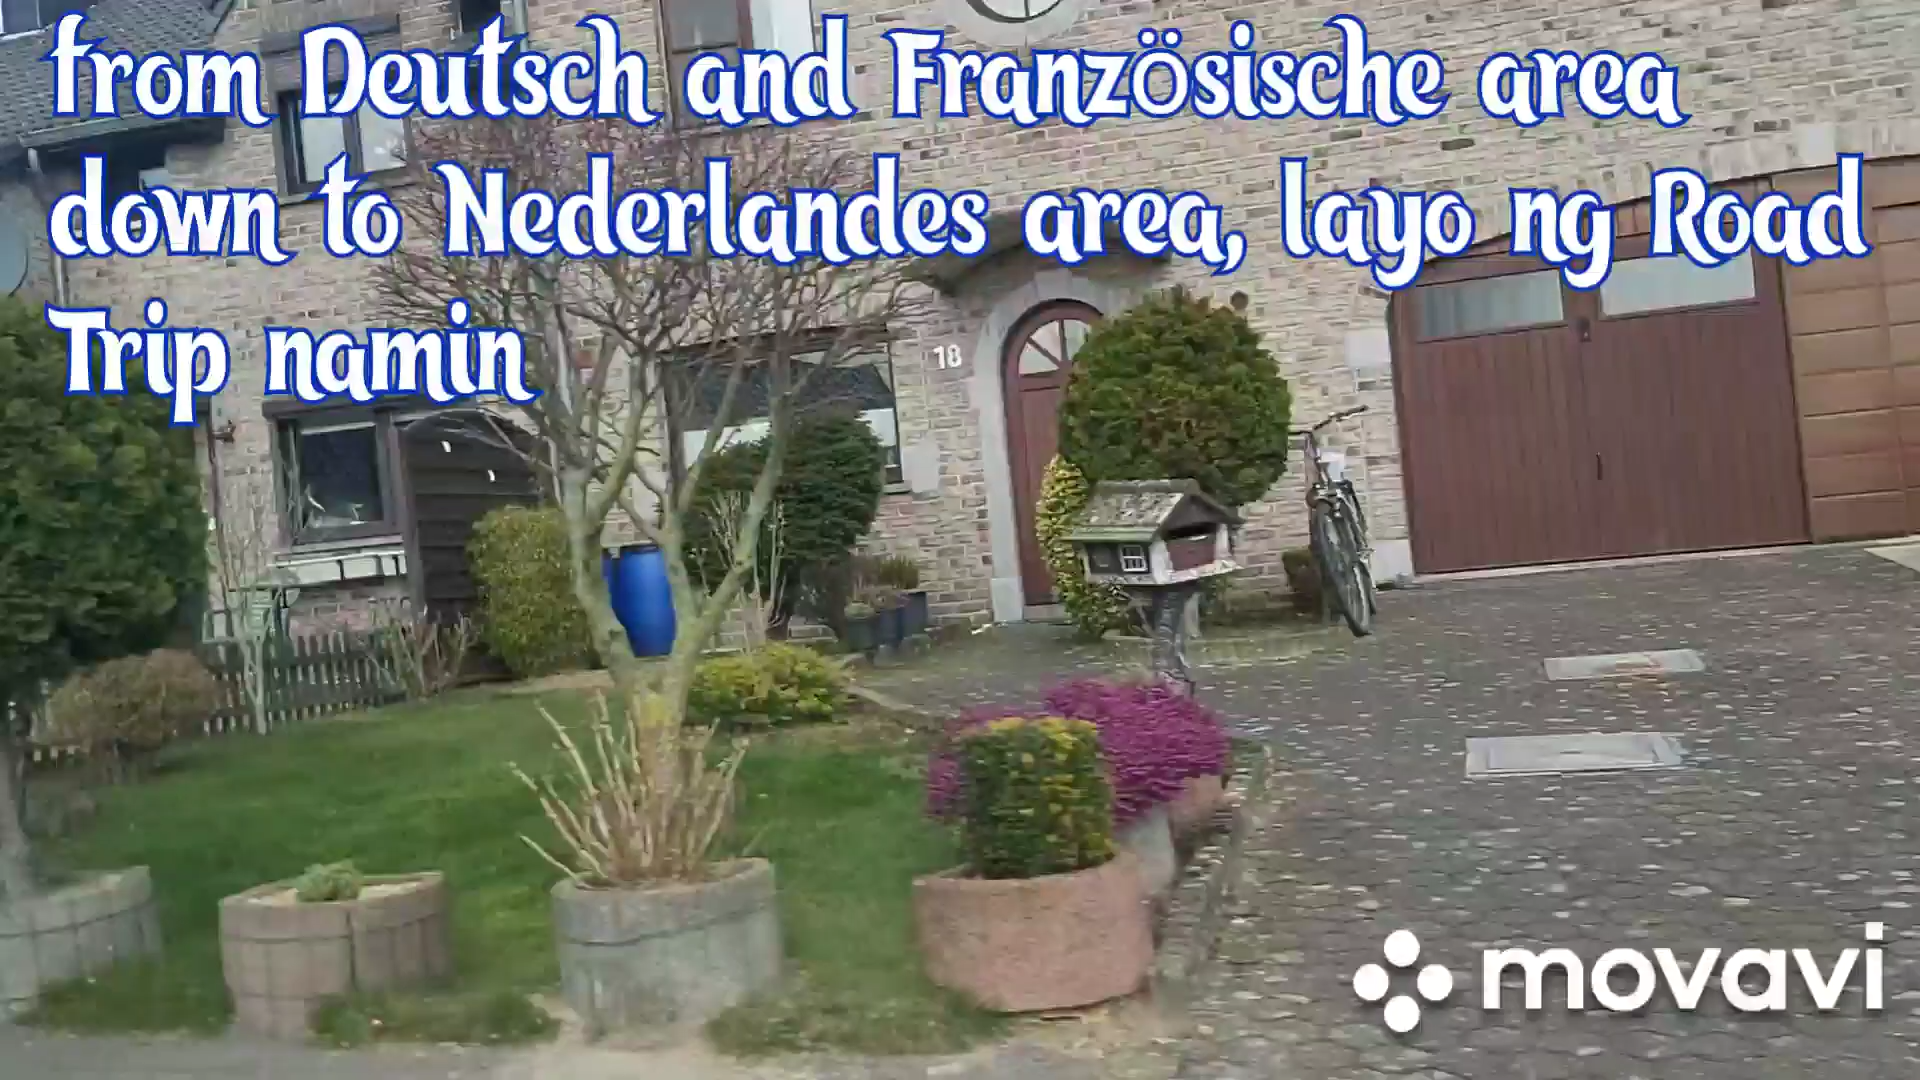 from Deutsch and Französische area
down to Nederlandes area, layo ng Road
Trip namin
18
movavi